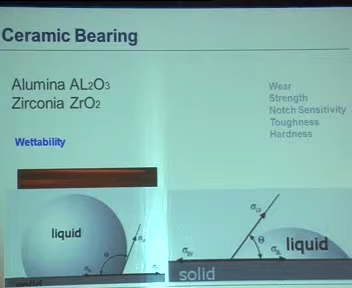 Ceramic Bearing
Alumina AL2O3
Zirconia ZrO2
Wear
Strength
Notch Sensitivity
Toughness
Hardness
Wettability
liquid
θ
liquid
θ
solid